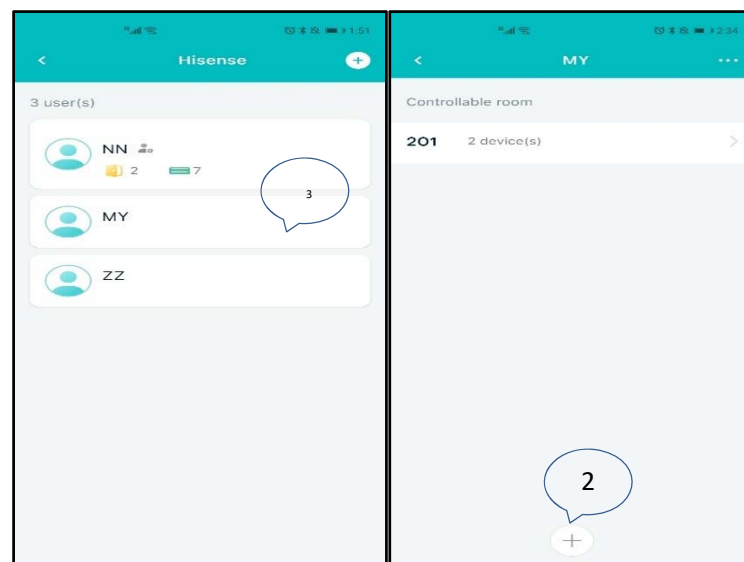 1:51
< Hisense +
3 user(s)
NN
2 7
3
MY
ZZ
2:34
< MY ...
Controllable room
201 2 device(s) >
2
+